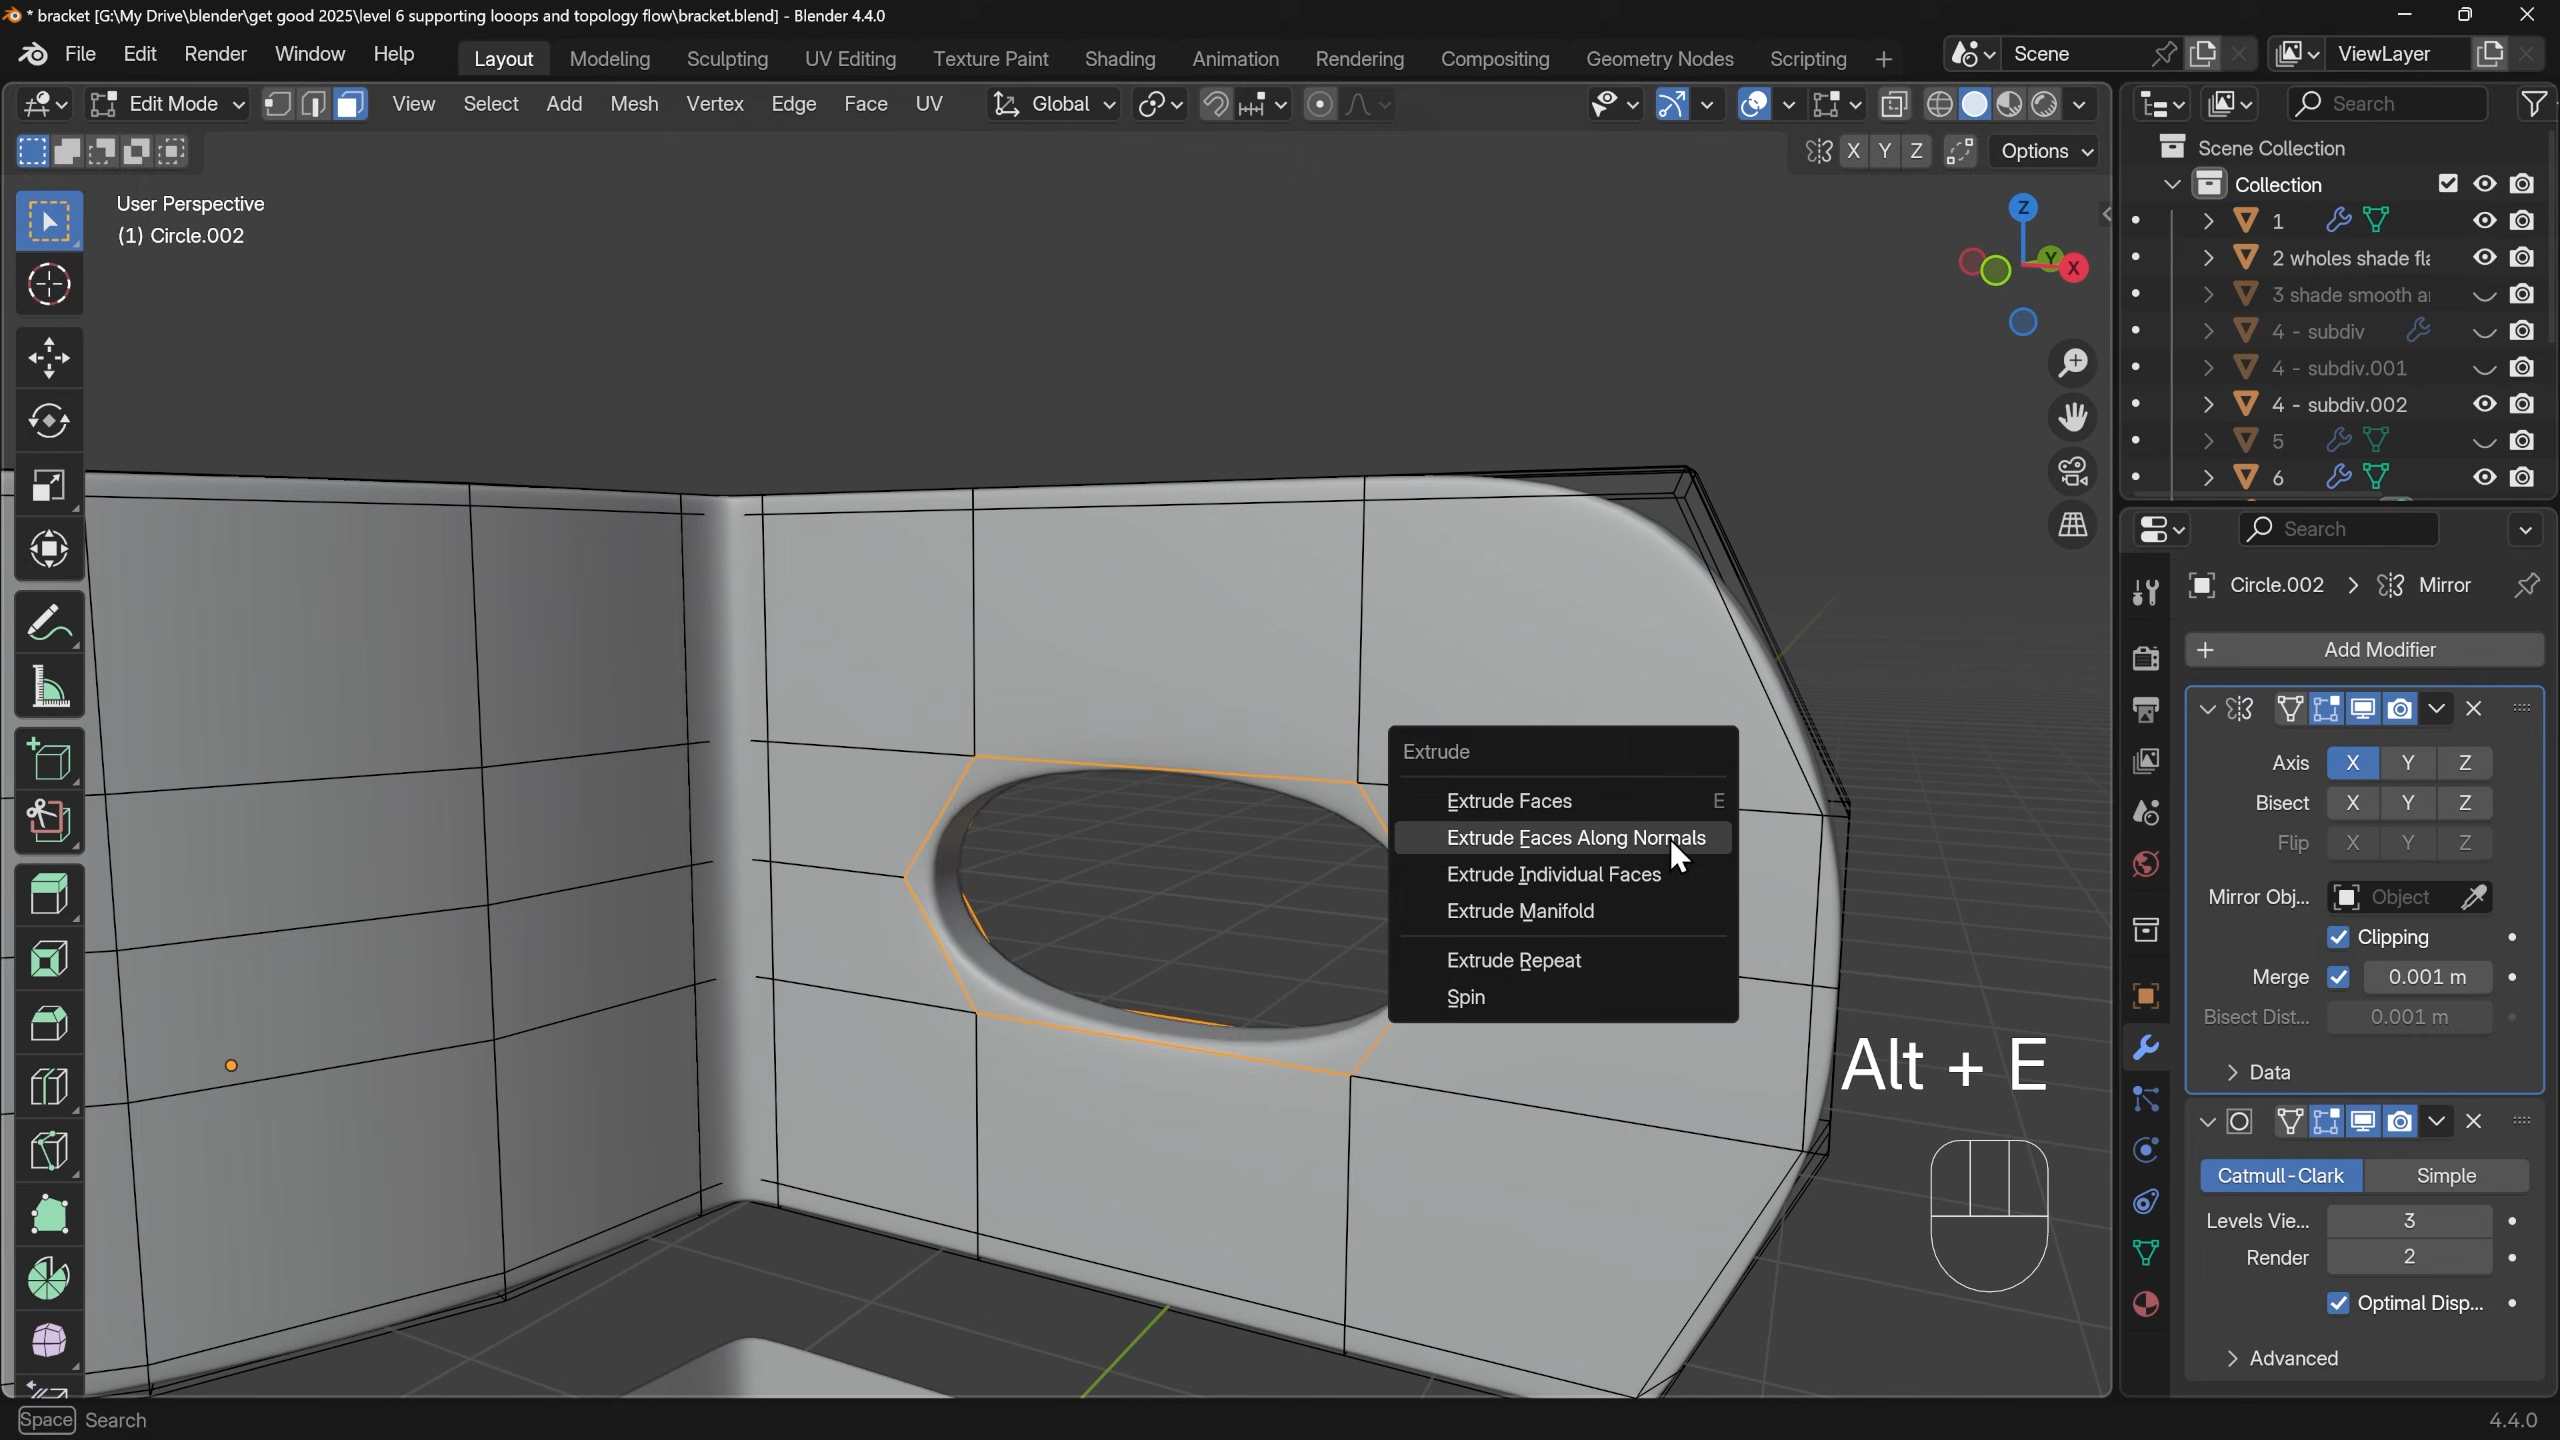 * bracket [G:\My Drive\blender\get good 2025\level 6 supporting looops and topology flow\bracket.blend] - Blender 4.4.0
File Edit Render Window Help
Layout Modeling Sculpting UV Editing Texture Paint Shading Animation Rendering Compositing Geometry Nodes Scripting +
Scene
ViewLayer
Edit Mode
View Select Add Mesh Vertex Edge Face UV
Global
Search
X Y Z
Options
User Perspective
(1) Circle.002
Z
Y
X
Scene Collection
Collection
1
2 wholes shade fla
3 shade smooth a
4 - subdiv
4 - subdiv.001
4 - subdiv.002
5
6
Search
Circle.002 > Mirror
+ Add Modifier
Axis X Y Z
Bisect X Y Z
Flip X Y Z
Mirror Obj... Object
Clipping
Merge 0.001 m
Bisect Dist... 0.001 m
Data
Catmull-Clark Simple
Levels Vie... 3
Render 2
Optimal Disp...
Advanced
Extrude
Extrude Faces E
Extrude Faces Along Normals
Extrude Individual Faces
Extrude Manifold
Extrude Repeat
Spin
Alt + E
Space Search
4.4.0